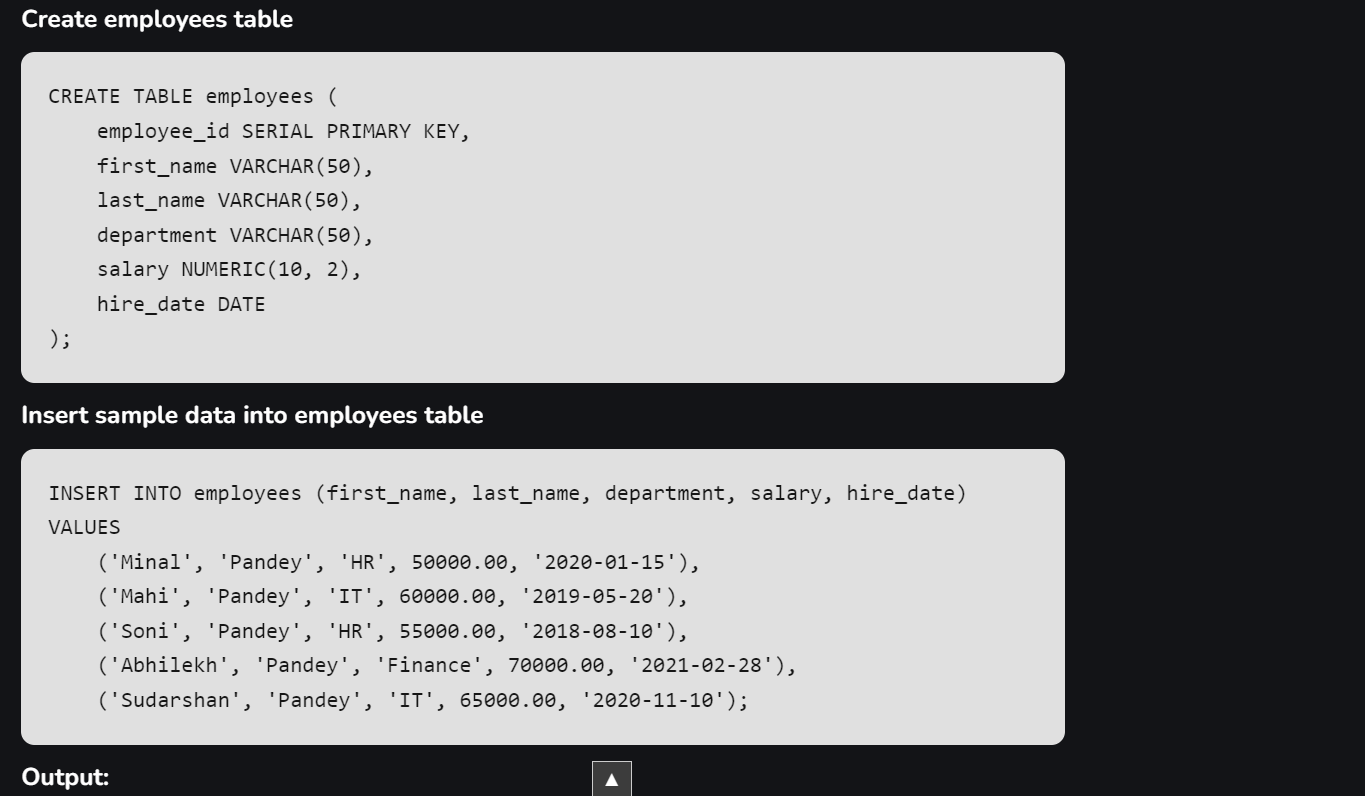 Create employees table
CREATE TABLE employees (
    employee_id SERIAL PRIMARY KEY,
    first_name VARCHAR(50),
    last_name VARCHAR(50),
    department VARCHAR(50),
    salary NUMERIC(10, 2),
    hire_date DATE
);
Insert sample data into employees table
INSERT INTO employees (first_name, last_name, department, salary, hire_date)
VALUES
    ('Minal', 'Pandey', 'HR', 50000.00, '2020-01-15'),
    ('Mahi', 'Pandey', 'IT', 60000.00, '2019-05-20'),
    ('Soni', 'Pandey', 'HR', 55000.00, '2018-08-10'),
    ('Abhilekh', 'Pandey', 'Finance', 70000.00, '2021-02-28'),
    ('Sudarshan', 'Pandey', 'IT', 65000.00, '2020-11-10');
Output: